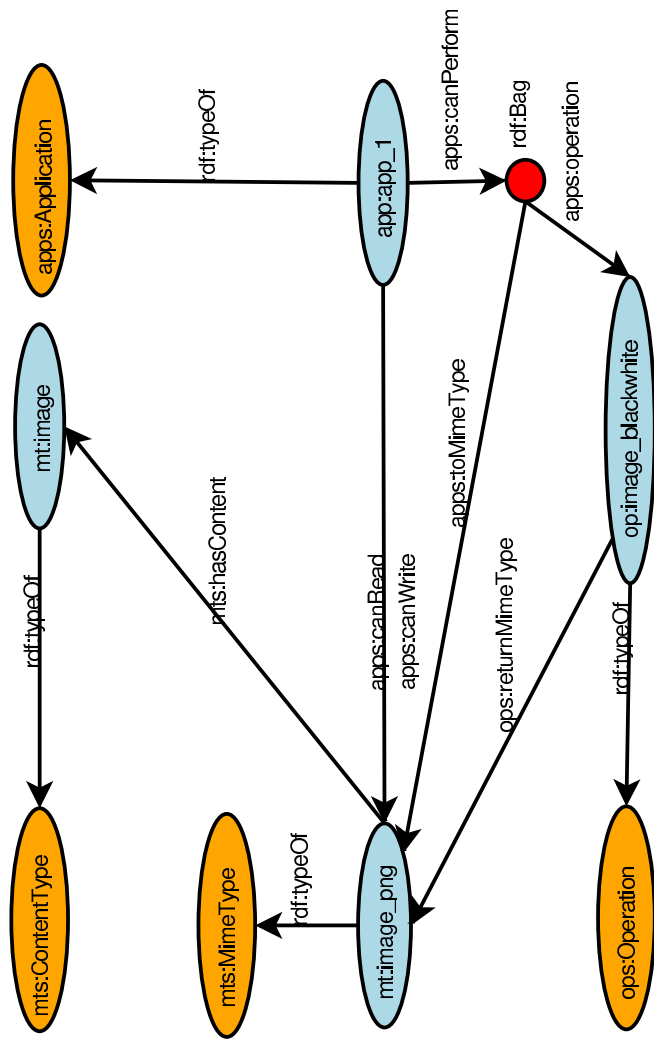 mts:ContentType
rdf:typeOf
mt:image
apps:Application
mts:MimeType
mts:hasContent
rdf:typeOf
rdf:typeOf
mt:image_png
apps:canRead
apps:canWrite
app:app_1
apps:canPerform
apps:toMimeType
ops:returnMimeType
rdf:Bag
apps:operation
ops:Operation
rdf:typeOf
op:image_blackwhite